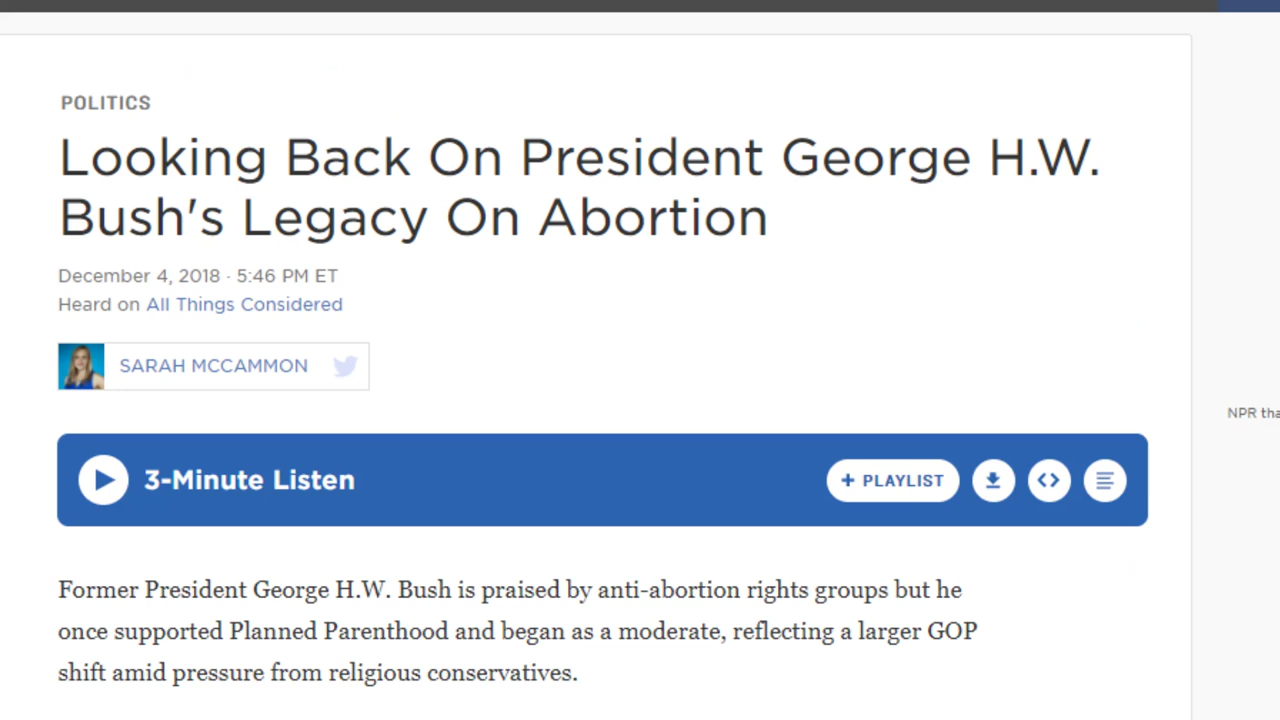 POLITICS
Looking Back On President George H.W.
Bush's Legacy On Abortion
December 4, 2018 · 5:46 PM ET
Heard on All Things Considered
SARAH MCCAMMON
3-Minute Listen
+ PLAYLIST
NPR
Former President George H.W. Bush is praised by anti-abortion rights groups but he
once supported Planned Parenthood and began as a moderate, reflecting a larger GOP
shift amid pressure from religious conservatives.